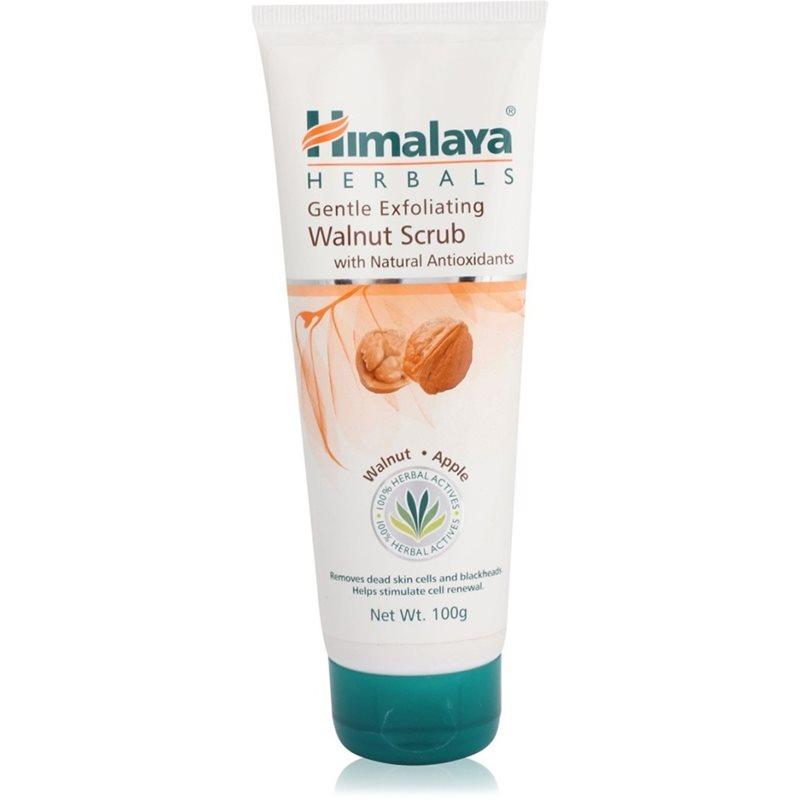 Himalaya®
HERBALS
Gentle Exfoliating
Walnut Scrub
with Natural Antioxidants
Walnut • Apple
• 100% HERBAL ACTIVES •
100% HERBAL ACTIVES
Removes dead skin cells and blackheads.
Helps stimulate cell renewal.
Net Wt. 100g